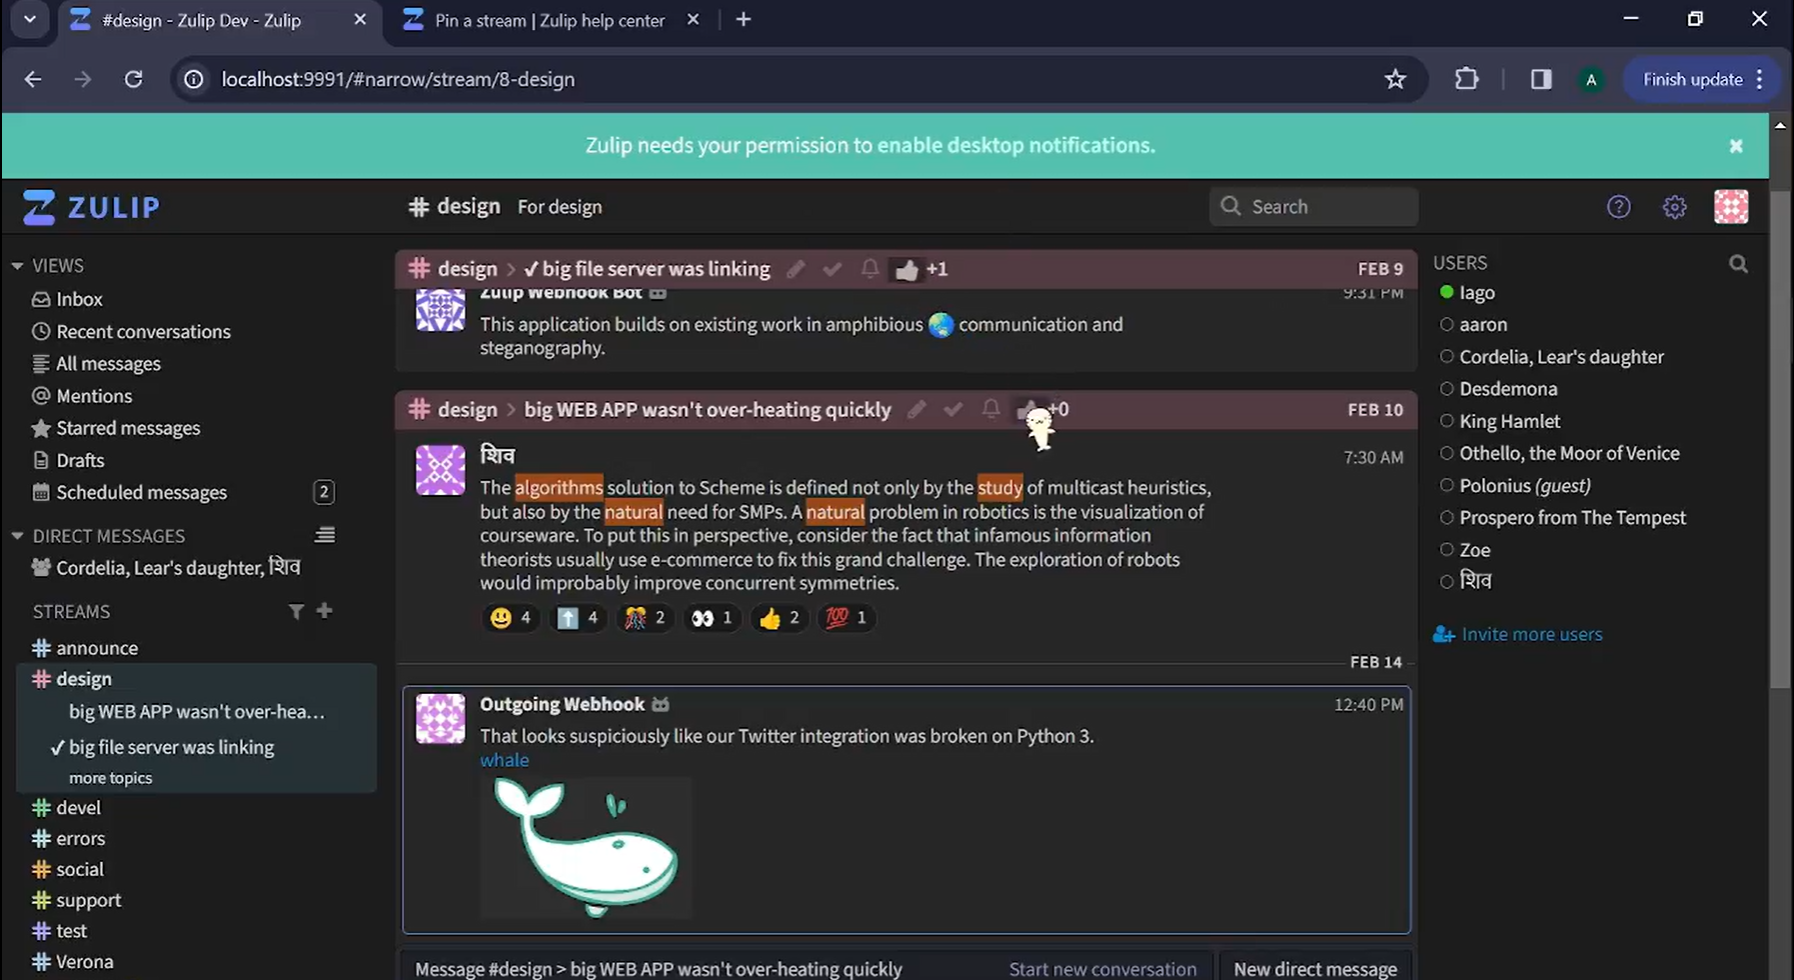 #design - Zulip Dev - Zulip
Pin a stream | Zulip help center
localhost:9991/#narrow/stream/8-design
A
Finish update
Zulip needs your permission to enable desktop notifications.
ZULIP
# design For design
Search
VIEWS
Inbox
Recent conversations
All messages
@ Mentions
Starred messages
Drafts
Scheduled messages 2
DIRECT MESSAGES
Cordelia, Lear's daughter, शिव
STREAMS
# announce
# design
big WEB APP wasn't over-hea…
✓ big file server was linking
more topics
# devel
# errors
# social
# support
# test
# Verona
# design > ✓ big file server was linking +1 FEB 9
Zulip Webhook Bot 9:31 PM
This application builds on existing work in amphibious 🌏 communication and
steganography.
# design > big WEB APP wasn't over-heating quickly +0 FEB 10
शिव 7:30 AM
The algorithms solution to Scheme is defined not only by the study of multicast heuristics,
but also by the natural need for SMPs. A natural problem in robotics is the visualization of
courseware. To put this in perspective, consider the fact that infamous information
theorists usually use e-commerce to fix this grand challenge. The exploration of robots
would improbably improve concurrent symmetries.
😃 4 ⬆️ 4 🎊 2 👀 1 👍 2 💯 1
FEB 14
Outgoing Webhook 12:40 PM
That looks suspiciously like our Twitter integration was broken on Python 3.
whale
Message #design > big WEB APP wasn't over-heating quickly
Start new conversation
New direct message
USERS
Iago
aaron
Cordelia, Lear's daughter
Desdemona
King Hamlet
Othello, the Moor of Venice
Polonius (guest)
Prospero from The Tempest
Zoe
शिव
Invite more users